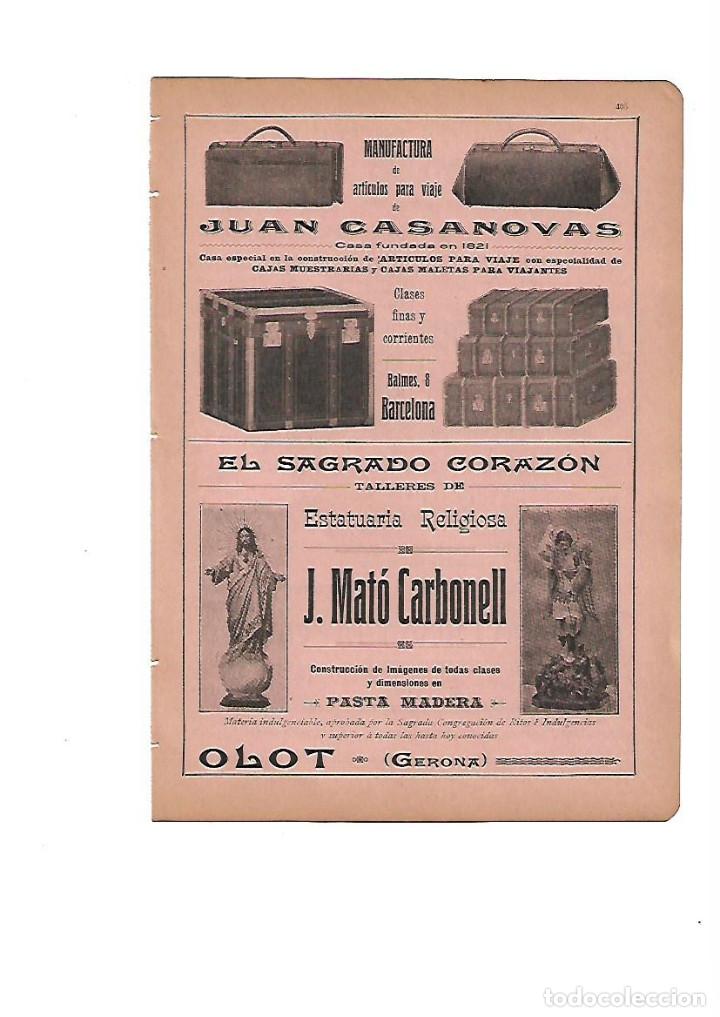 MANUFACTURA
de
artículos para viaje
de
JUAN CASANOVAS
Casa fundada en 1821
Casa especial en la construcción de ARTICULOS PARA VIAJE con especialidad de
CAJAS MUESTRARIAS y CAJAS MALETAS PARA VIAJANTES
Clases
finas y
corrientes
Balmes, 8
Barcelona
EL SAGRADO CORAZÓN
TALLERES DE
Estatuaria Religiosa
J. Mató Carbonell
Construcción de Imágenes de todas clases
y dimensiones en
PASTA MADERA
Materia indulgenciable, aprobada por la Sagrada Congregación de Ritos é Indulgencias
y superior á todas las hasta hoy conocidas
OLOT (GERONA)
todocoleccion